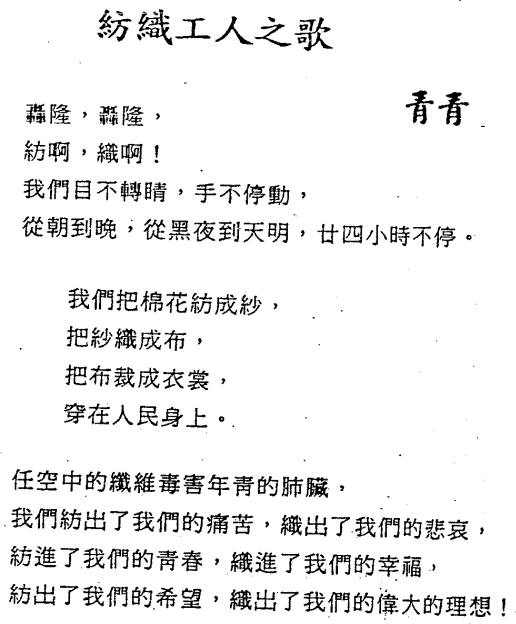 紡織工人之歌
青青
轟隆，轟隆，
紡啊，織啊！
我們目不轉睛，手不停動，
從朝到晚，從黑夜到天明，廿四小時不停。
我們把棉花紡成紗，
把紗織成布，
把布裁成衣裳，
穿在人民身上。
任空中的纖維毒害年青的肺臟，
我們紡出了我們的痛苦，織出了我們的悲哀，
紡進了我們的青春，織進了我們的幸福，
紡出了我們的希望，織出了我們的偉大的理想！